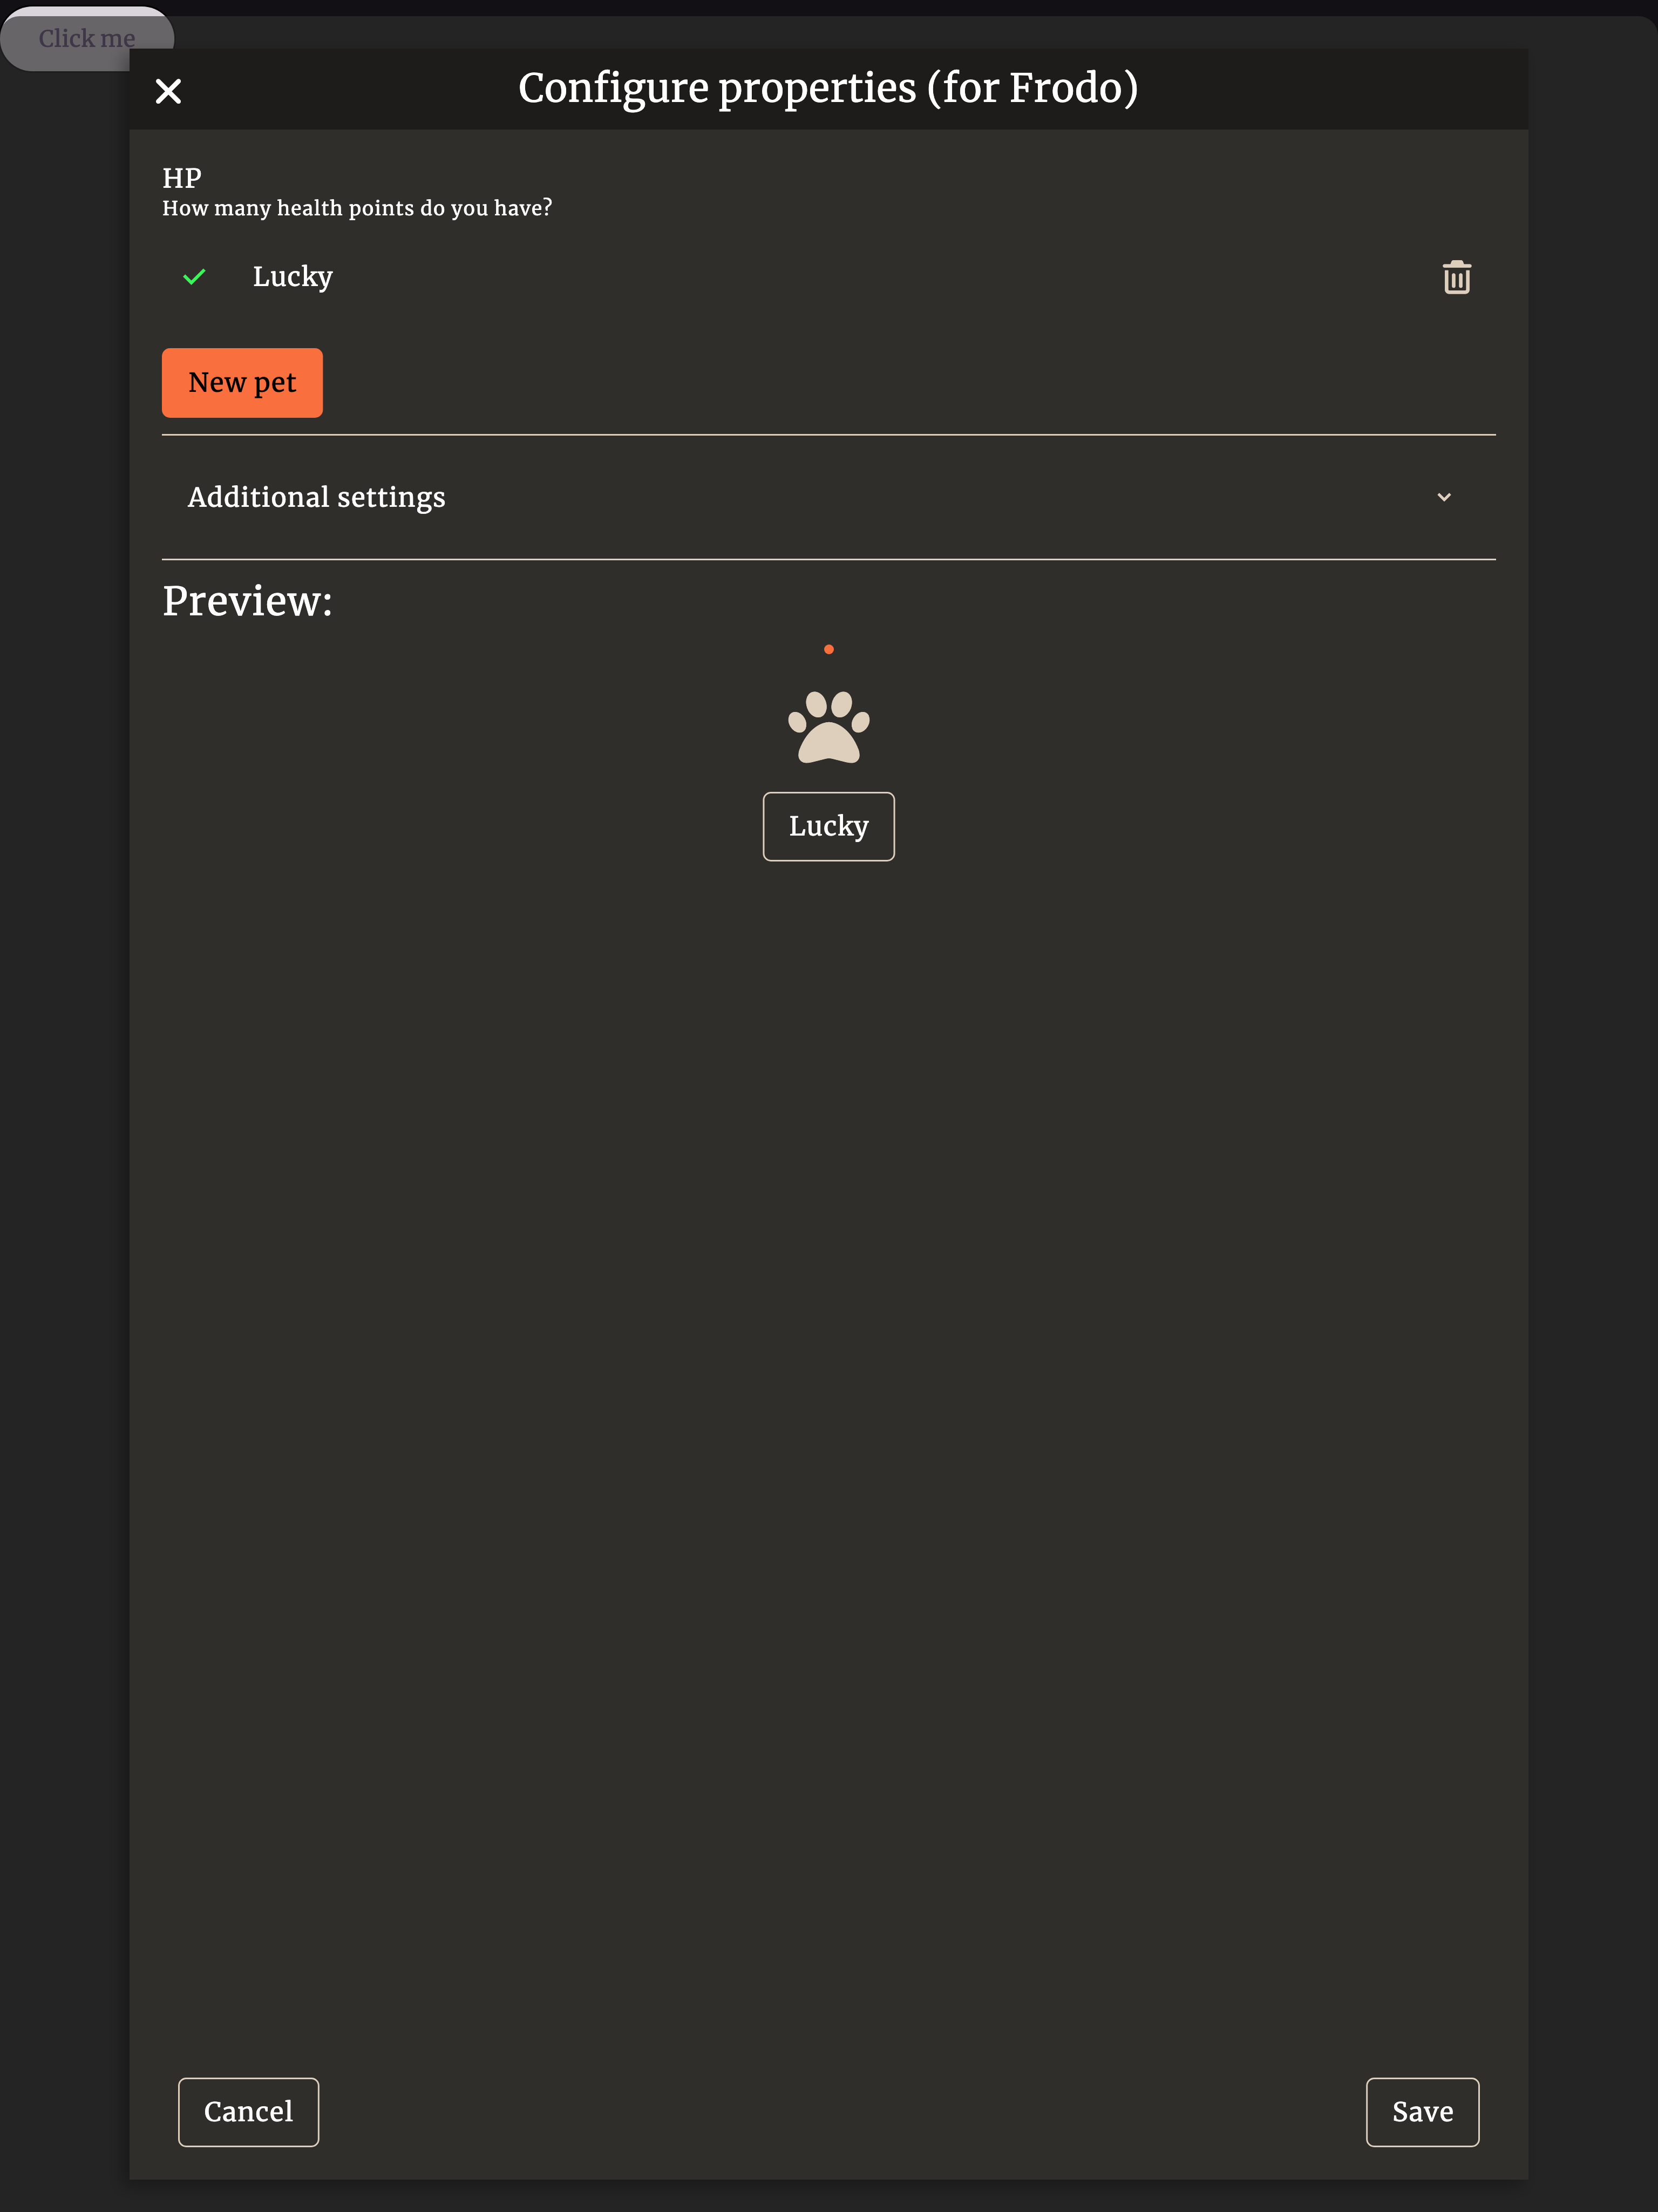 Click me
Configure properties (for Frodo)
HP
How many health points do you have?
Lucky
New pet
Additional settings
Preview:
Lucky
Cancel
Save